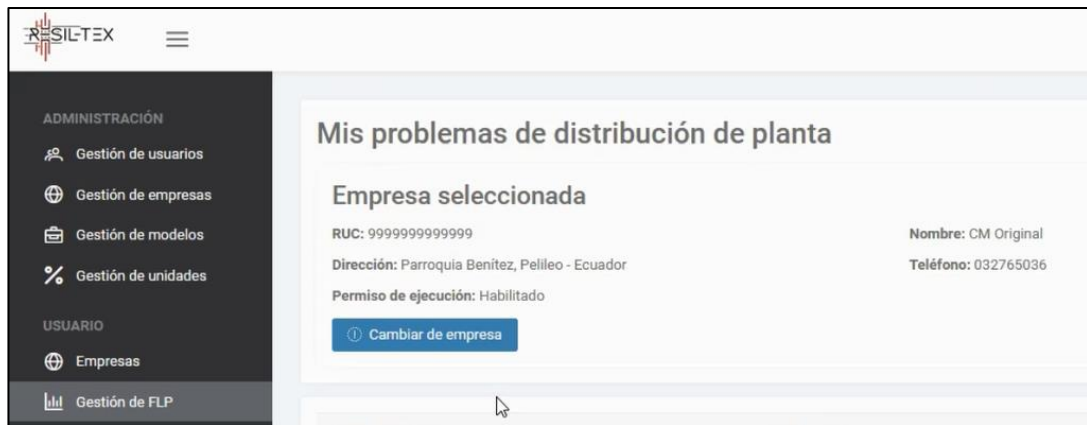 RESIL-TEX
ADMINISTRACIÓN
Gestión de usuarios
Gestión de empresas
Gestión de modelos
Gestión de unidades
USUARIO
Empresas
Gestión de FLP
Mis problemas de distribución de planta
Empresa seleccionada
RUC: 9999999999999
Nombre: CM Original
Dirección: Parroquia Benítez, Pelileo - Ecuador
Teléfono: 032765036
Permiso de ejecución: Habilitado
Cambiar de empresa